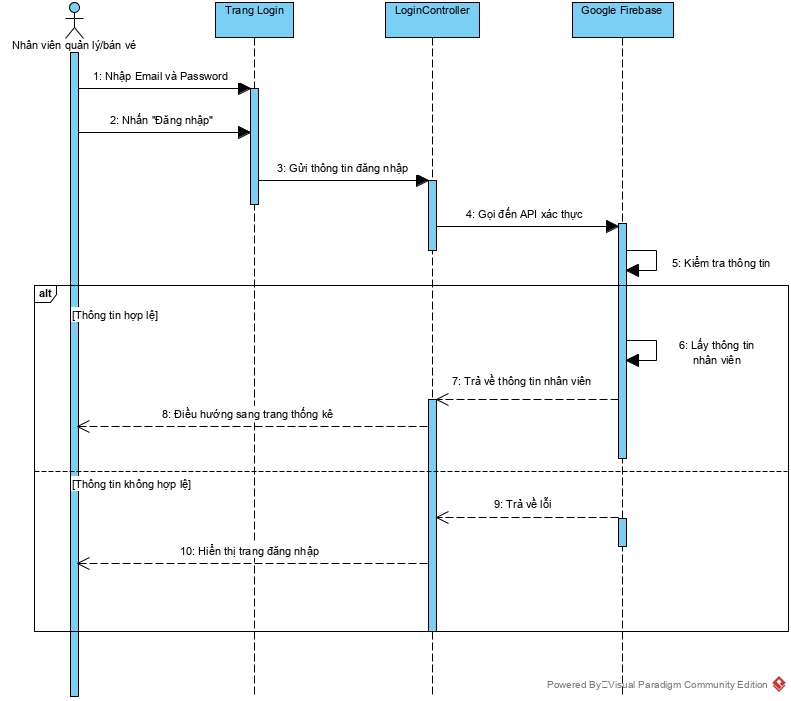 Trang Login
LoginController
Google Firebase
Nhân viên quản lý/bán vé
1: Nhập Email và Password
2: Nhấn "Đăng nhập"
3: Gửi thông tin đăng nhập
4: Gọi đến API xác thực
5: Kiểm tra thông tin
alt
[Thông tin hợp lệ]
6: Lấy thông tin
nhân viên
7: Trả về thông tin nhân viên
8: Điều hướng sang trang thống kê
[Thông tin không hợp lệ]
9: Trả về lỗi
10: Hiển thị trang đăng nhập
Powered By Visual Paradigm Community Edition